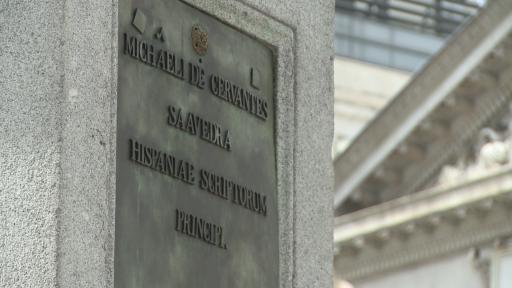 MICHAELI DE CERVANTES
SAAVEDRA
HISPANIAE SCRIPTORUM
PRINCIPI.